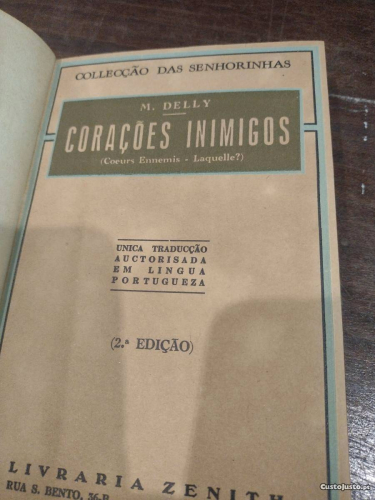 COLLECÇÃO DAS SENHORINHAS
M. DELLY
CORAÇÕES INIMIGOS
(Coeurs Ennemis - Laquelle?)
UNICA TRADUCÇÃO
AUCTORISADA
EM LINGUA
PORTUGUEZA
(2.ª EDIÇÃO)
LIVRARIA ZENITH
RUA S. BENTO, 36-B
CustoJusto.pt